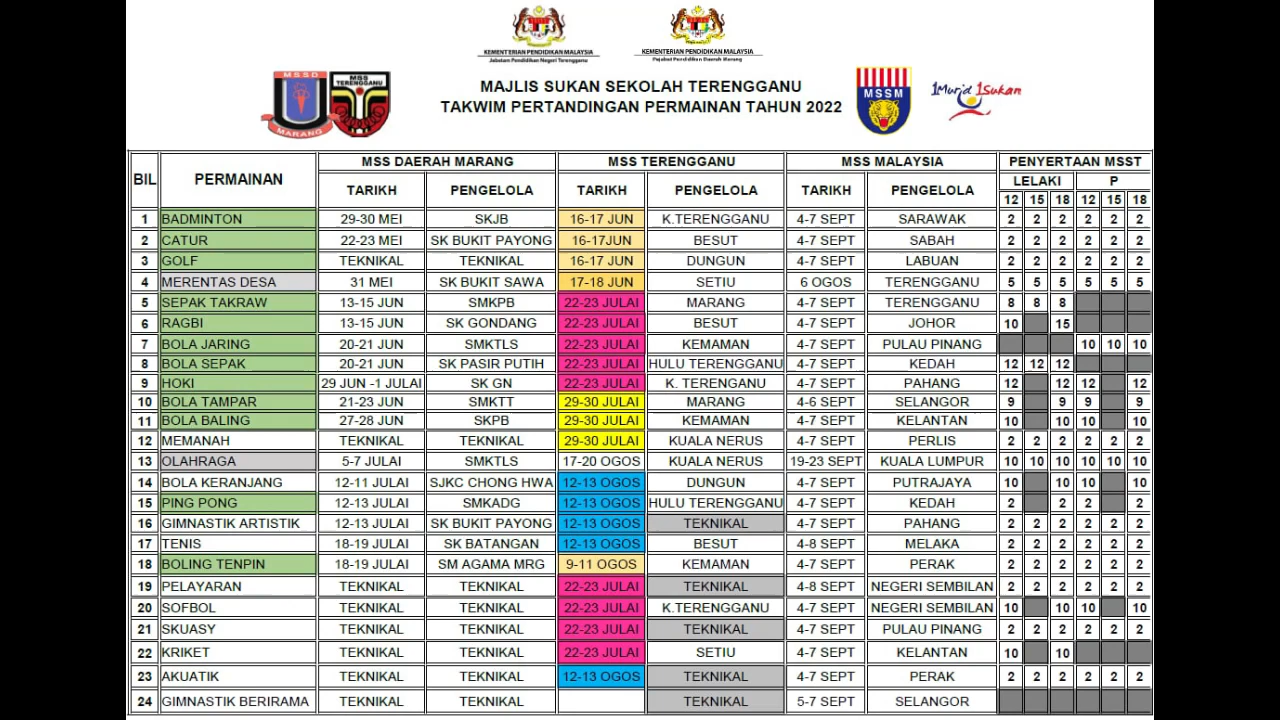 KEMENTERIAN PENDIDIKAN MALAYSIA
Jabatan Pendidikan Negeri Terengganu
KEMENTERIAN PENDIDIKAN MALAYSIA
Pejabat Pendidikan Daerah Marang
MSSD
MARANG
MSS
TERENGGANU
MAJLIS SUKAN SEKOLAH TERENGGANU
TAKWIM PERTANDINGAN PERMAINAN TAHUN 2022
MSSM
1Murid 1Sukan
BIL PERMAINAN MSS DAERAH MARANG MSS TERENGGANU MSS MALAYSIA PENYERTAAN MSST
TARIKH PENGELOLA TARIKH PENGELOLA TARIKH PENGELOLA LELAKI P
12 15 18 12 15 18
1 BADMINTON 29-30 MEI SKJB 16-17 JUN K.TERENGGANU 4-7 SEPT SARAWAK 2 2 2 2 2 2
2 CATUR 22-23 MEI SK BUKIT PAYONG 16-17JUN BESUT 4-7 SEPT SABAH 2 2 2 2 2 2
3 GOLF TEKNIKAL TEKNIKAL 16-17 JUN DUNGUN 4-7 SEPT LABUAN 2 2 2 2 2 2
4 MERENTAS DESA 31 MEI SK BUKIT SAWA 17-18 JUN SETIU 6 OGOS TERENGGANU 5 5 5 5 5 5
5 SEPAK TAKRAW 13-15 JUN SMKPB 22-23 JULAI MARANG 4-7 SEPT TERENGGANU 8 8 8
6 RAGBI 13-15 JUN SK GONDANG 22-23 JULAI BESUT 4-7 SEPT JOHOR 10 15
7 BOLA JARING 20-21 JUN SMKTLS 22-23 JULAI KEMAMAN 4-7 SEPT PULAU PINANG 10 10 10
8 BOLA SEPAK 20-21 JUN SK PASIR PUTIH 22-23 JULAI HULU TERENGGANU 4-7 SEPT KEDAH 12 12 12
9 HOKI 29 JUN -1 JULAI SK GN 22-23 JULAI K. TERENGANU 4-7 SEPT PAHANG 12 12 12 12
10 BOLA TAMPAR 21-23 JUN SMKTT 29-30 JULAI MARANG 4-6 SEPT SELANGOR 9 9 9 9
11 BOLA BALING 27-28 JUN SKPB 29-30 JULAI KEMAMAN 4-7 SEPT KELANTAN 10 10 10 10
12 MEMANAH TEKNIKAL TEKNIKAL 29-30 JULAI KUALA NERUS 4-7 SEPT PERLIS 2 2 2 2 2 2
13 OLAHRAGA 5-7 JULAI SMKTLS 17-20 OGOS KUALA NERUS 19-23 SEPT KUALA LUMPUR 10 10 10 10 10 10
14 BOLA KERANJANG 12-11 JULAI SJKC CHONG HWA 12-13 OGOS DUNGUN 4-7 SEPT PUTRAJAYA 10 10 10 10
15 PING PONG 12-13 JULAI SMKADG 12-13 OGOS HULU TERENGGANU 4-7 SEPT KEDAH 2 2 2 2
16 GIMNASTIK ARTISTIK 12-13 JULAI SK BUKIT PAYONG 12-13 OGOS TEKNIKAL 4-7 SEPT PAHANG 2 2 2 2 2 2
17 TENIS 18-19 JULAI SK BATANGAN 12-13 OGOS BESUT 4-8 SEPT MELAKA 2 2 2 2 2 2
18 BOLING TENPIN 18-19 JULAI SM AGAMA MRG 9-11 OGOS KEMAMAN 4-7 SEPT PERAK 2 2 2 2 2 2
19 PELAYARAN TEKNIKAL TEKNIKAL 22-23 JULAI TEKNIKAL 4-8 SEPT NEGERI SEMBILAN 2 2 2 2 2 2
20 SOFBOL TEKNIKAL TEKNIKAL 22-23 JULAI K.TERENGGANU 4-7 SEPT NEGERI SEMBILAN 10 10 10 10
21 SKUASY TEKNIKAL TEKNIKAL 22-23 JULAI TEKNIKAL 4-7 SEPT PULAU PINANG 2 2 2 2 2 2
22 KRIKET TEKNIKAL TEKNIKAL 22-23 JULAI SETIU 4-7 SEPT KELANTAN 10 10
23 AKUATIK TEKNIKAL TEKNIKAL 12-13 OGOS TEKNIKAL 4-7 SEPT PERAK 2 2 2 2 2 2
24 GIMNASTIK BERIRAMA TEKNIKAL TEKNIKAL TEKNIKAL 5-7 SEPT SELANGOR